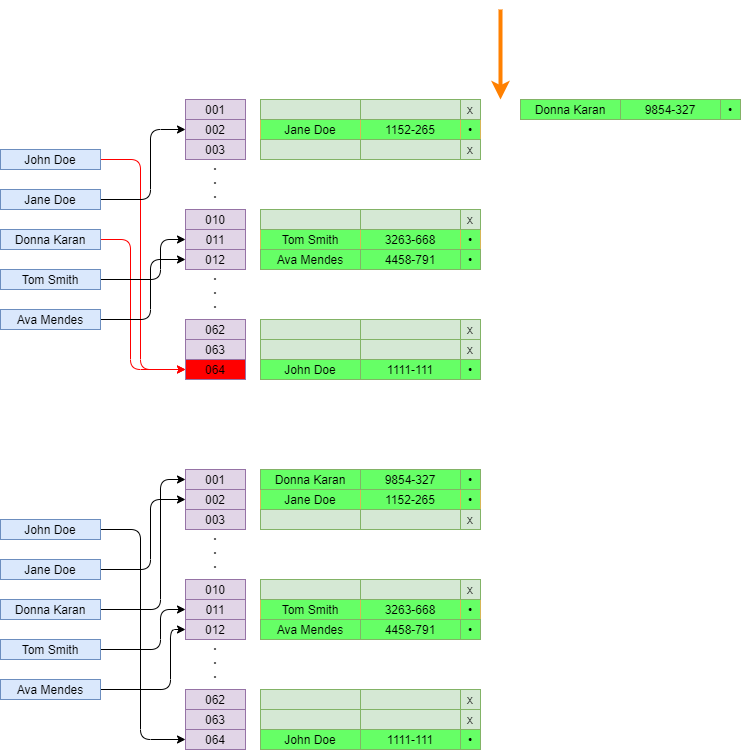 001 x Donna Karan 9854-327 •
002 Jane Doe 1152-265 •
003 x
John Doe
Jane Doe
010 x
Donna Karan 011 Tom Smith 3263-668 •
012 Ava Mendes 4458-791 •
Tom Smith
Ava Mendes
062 x
063 x
064 John Doe 1111-111 •
001 Donna Karan 9854-327 •
002 Jane Doe 1152-265 •
003 x
John Doe
Jane Doe
010 x
Donna Karan 011 Tom Smith 3263-668 •
012 Ava Mendes 4458-791 •
Tom Smith
Ava Mendes
062 x
063 x
064 John Doe 1111-111 •